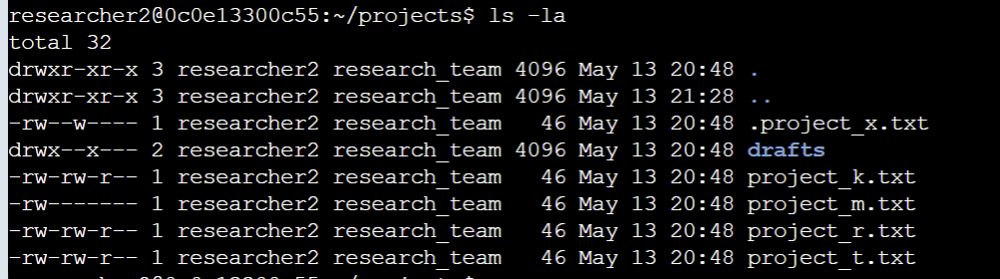 researcher2@0c0e13300c55:~/projects$ ls -la
total 32
drwxr-xr-x 3 researcher2 research_team 4096 May 13 20:48 .
drwxr-xr-x 3 researcher2 research_team 4096 May 13 21:28 ..
-rw--w---- 1 researcher2 research_team   46 May 13 20:48 .project_x.txt
drwx--x--- 2 researcher2 research_team 4096 May 13 20:48 drafts
-rw-rw-r-- 1 researcher2 research_team   46 May 13 20:48 project_k.txt
-rw------- 1 researcher2 research_team   46 May 13 20:48 project_m.txt
-rw-rw-r-- 1 researcher2 research_team   46 May 13 20:48 project_r.txt
-rw-rw-r-- 1 researcher2 research_team   46 May 13 20:48 project_t.txt